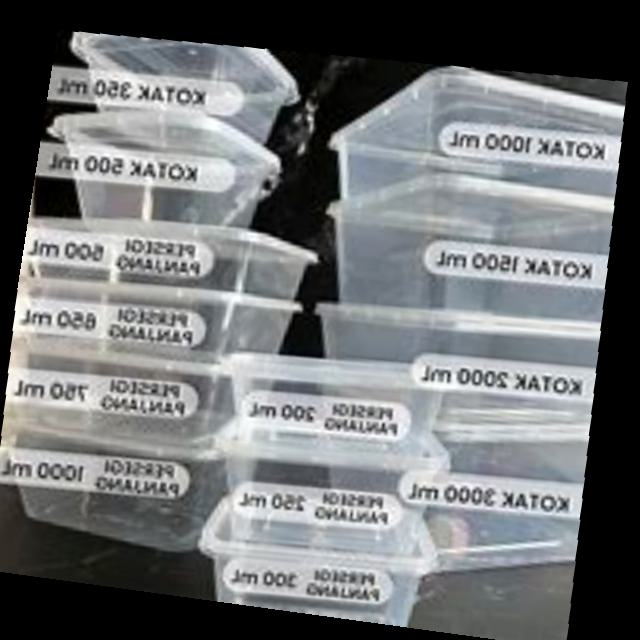 KOTAK 350 mL
KOTAK 500 mL
PERSEGI PANJANG 500 mL
PERSEGI PANJANG 650 mL
PERSEGI PANJANG 750 mL
PERSEGI PANJANG 1000 mL
PERSEGI PANJANG 200 mL
PERSEGI PANJANG 250 mL
PERSEGI PANJANG 300 mL
KOTAK 1000 mL
KOTAK 1500 mL
KOTAK 2000 mL
KOTAK 3000 mL